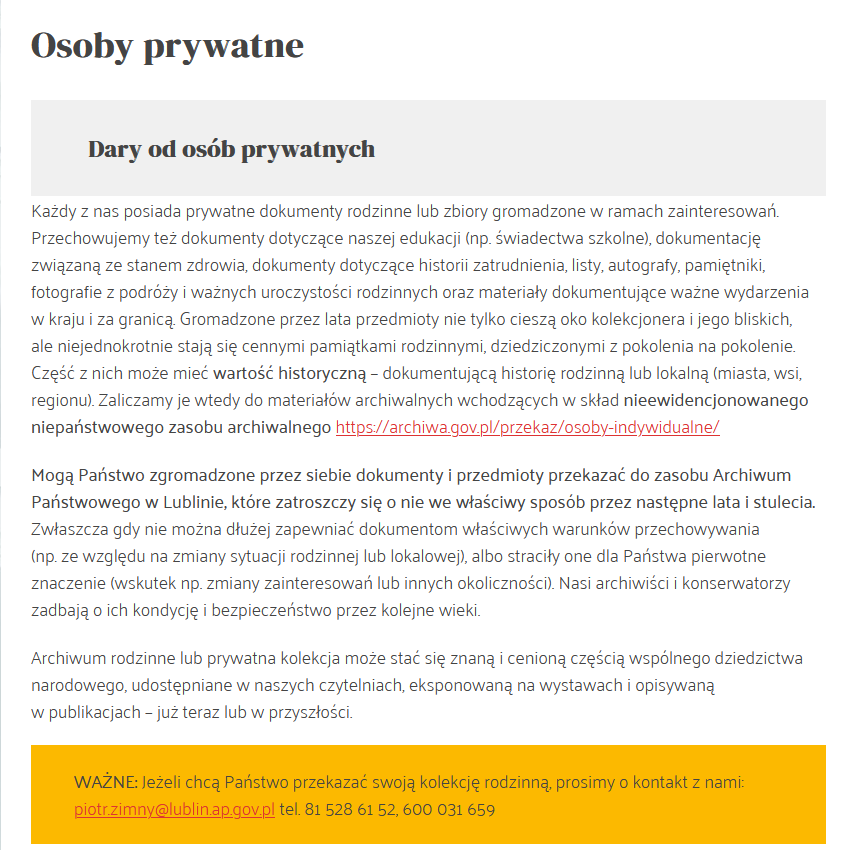 Osoby prywatne
Dary od osób prywatnych
Każdy z nas posiada prywatne dokumenty rodzinne lub zbiory gromadzone w ramach zainteresowań.
Przechowujemy też dokumenty dotyczące naszej edukacji (np. świadectwa szkolne), dokumentację
związaną ze stanem zdrowia, dokumenty dotyczące historii zatrudnienia, listy, autografy, pamiętniki,
fotografie z podróży i ważnych uroczystości rodzinnych oraz materiały dokumentujące ważne wydarzenia
w kraju i za granicą. Gromadzone przez lata przedmioty nie tylko cieszą oko kolekcjonera i jego bliskich,
ale niejednokrotnie stają się cennymi pamiątkami rodzinnymi, dziedziczonymi z pokolenia na pokolenie.
Część z nich może mieć wartość historyczną – dokumentującą historię rodzinną lub lokalną (miasta, wsi,
regionu). Zaliczamy je wtedy do materiałów archiwalnych wchodzących w skład nieewidencjonowanego
niepaństwowego zasobu archiwalnego https://archiwa.gov.pl/przekaz/osoby-indywidualne/
Mogą Państwo zgromadzone przez siebie dokumenty i przedmioty przekazać do zasobu Archiwum
Państwowego w Lublinie, które zatroszczy się o nie we właściwy sposób przez następne lata i stulecia.
Zwłaszcza gdy nie można dłużej zapewniać dokumentom właściwych warunków przechowywania
(np. ze względu na zmiany sytuacji rodzinnej lub lokalowej), albo straciły one dla Państwa pierwotne
znaczenie (wskutek np. zmiany zainteresowań lub innych okoliczności). Nasi archiwiści i konserwatorzy
zadbają o ich kondycję i bezpieczeństwo przez kolejne wieki.
Archiwum rodzinne lub prywatna kolekcja może stać się znaną i cenioną częścią wspólnego dziedzictwa
narodowego, udostępniane w naszych czytelniach, eksponowaną na wystawach i opisywaną
w publikacjach – już teraz lub w przyszłości.
WAŻNE: Jeżeli chcą Państwo przekazać swoją kolekcję rodzinną, prosimy o kontakt z nami:
piotr.zimny@lublin.ap.gov.pl tel. 81 528 61 52, 600 031 659